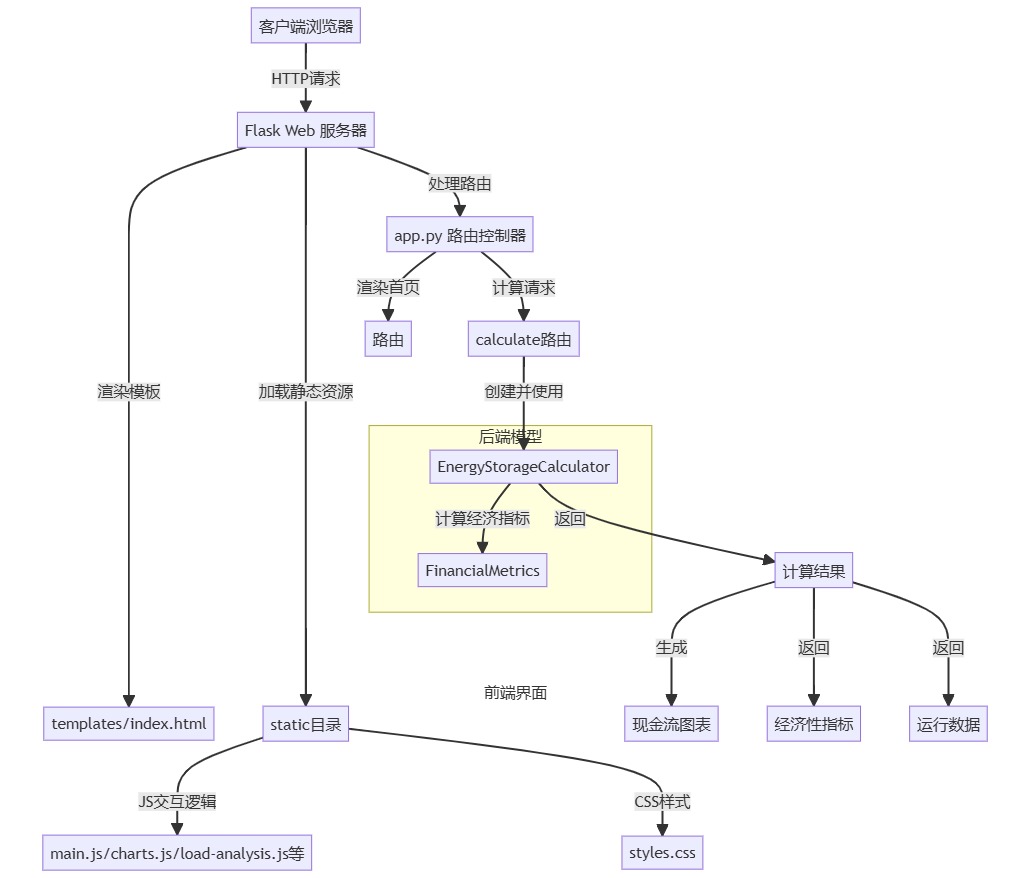 客户端浏览器
HTTP请求
Flask Web 服务器
处理路由
app.py 路由控制器
渲染首页
计算请求
路由
calculate路由
渲染模板
加载静态资源
创建并使用
后端模型
EnergyStorageCalculator
计算经济指标
返回
FinancialMetrics
计算结果
生成
返回
返回
前端界面
templates/index.html
static目录
现金流图表
经济性指标
运行数据
JS交互逻辑
CSS样式
main.js/charts.js/load-analysis.js等
styles.css